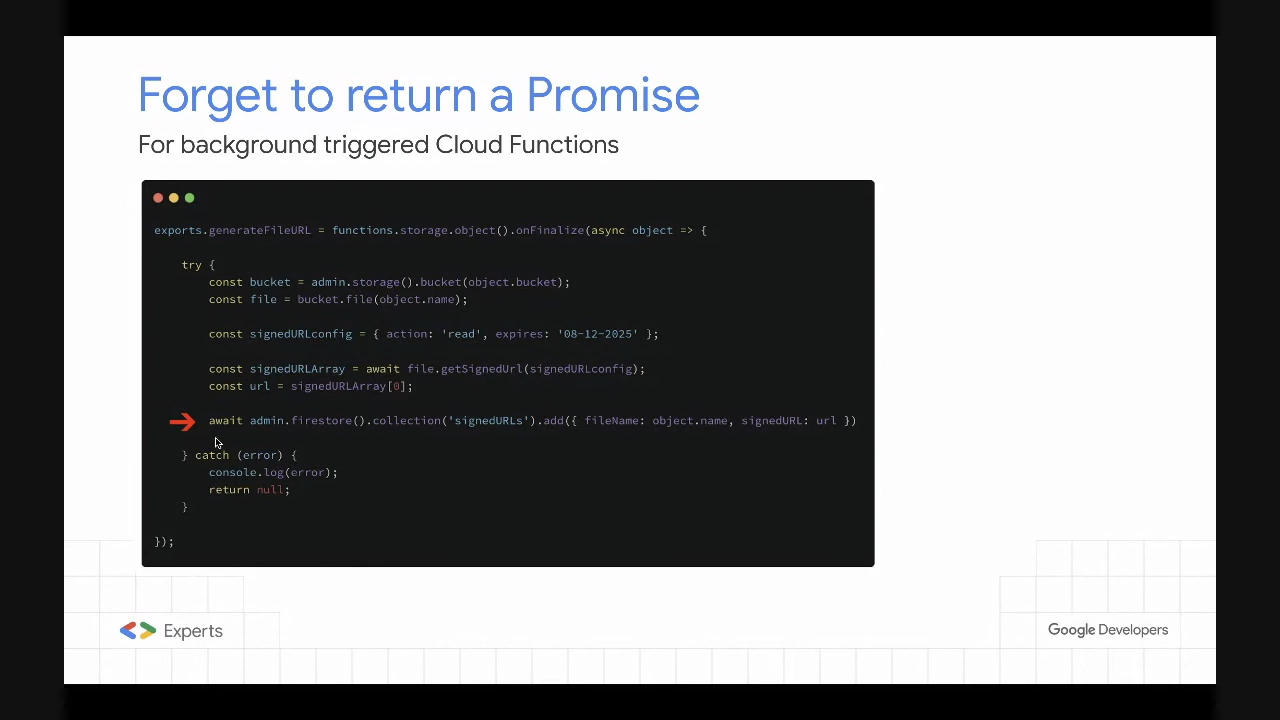 Forget to return a Promise
For background triggered Cloud Functions
exports.generateFileURL = functions.storage.object().onFinalize(async object => {
try {
const bucket = admin.storage().bucket(object.bucket);
const file = bucket.file(object.name);
const signedURLconfig = { action: 'read', expires: '08-12-2025' };
const signedURLArray = await file.getSignedUrl(signedURLconfig);
const url = signedURLArray[0];
await admin.firestore().collection('signedURLs').add({ fileName: object.name, signedURL: url })
} catch (error) {
console.log(error);
return null;
}
});
Experts
Google Developers